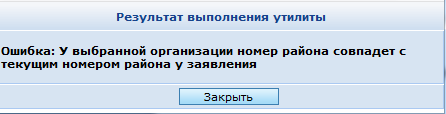 Результат выполнения утилиты
Ошибка: У выбранной организации номер района совпадет с
текущим номером района у заявления
Закрыть